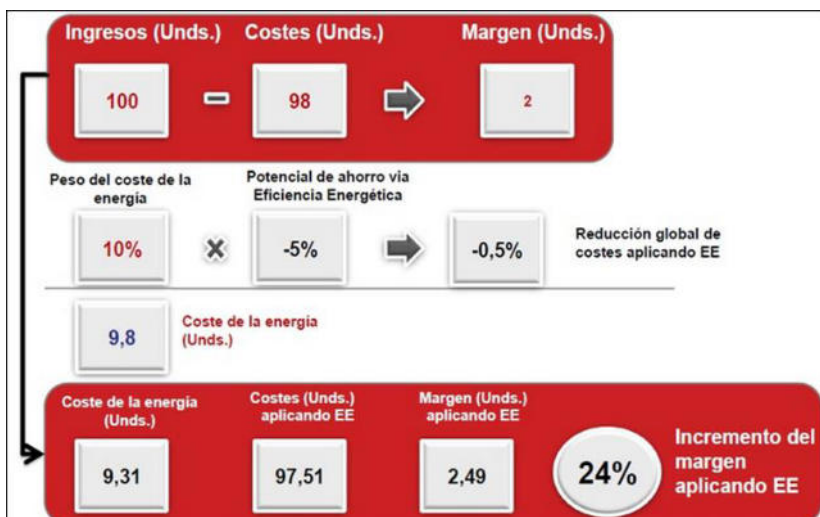 Ingresos (Unds.) Costes (Unds.) Margen (Unds.)
100 98 2
Peso del coste de la
energía
Potencial de ahorro via
Eficiencia Energética
10% -5% -0,5%
Reducción global de
costes aplicando EE
9,8
Coste de la energía
(Unds.)
Coste de la energía
(Unds.)
Costes (Unds.)
aplicando EE
Margen (Unds.)
aplicando EE
9,31 97,51 2,49 24%
Incremento del
margen
aplicando EE